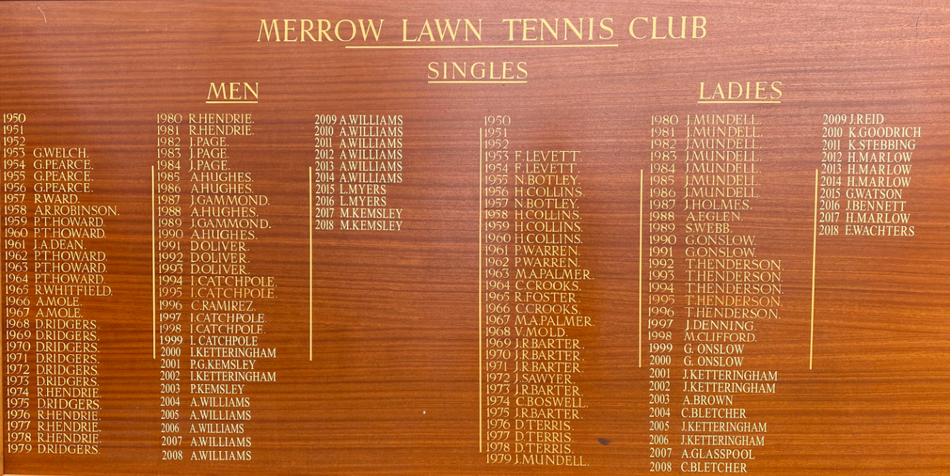 MERROW LAWN TENNIS CLUB
SINGLES
MEN
1950
1951
1952
1953 G.WELCH.
1954 G.PEARCE.
1955 G.PEARCE.
1956 G.PEARCE.
1957 R.WARD.
1958 A.R.ROBINSON.
1959 P.T.HOWARD.
1960 P.T.HOWARD.
1961 J.A.DEAN.
1962 P.T.HOWARD.
1963 P.T.HOWARD.
1964 P.T.HOWARD.
1965 R.WHITFIELD.
1966 A.MOLE.
1967 A.MOLE.
1968 D.RIDGERS.
1969 D.RIDGERS.
1970 D.RIDGERS.
1971 D.RIDGERS.
1972 D.RIDGERS.
1973 D.RIDGERS.
1974 R.HENDRIE.
1975 D.RIDGERS.
1976 R.HENDRIE.
1977 R.HENDRIE.
1978 R.HENDRIE.
1979 D.RIDGERS.
1980 R.HENDRIE.
1981 R.HENDRIE.
1982 J.PAGE.
1983 J.PAGE.
1984 J.PAGE.
1985 A.HUGHES.
1986 A.HUGHES.
1987 J.GAMMOND.
1988 A.HUGHES.
1989 J.GAMMOND.
1990 A.HUGHES.
1991 D.OLIVER.
1992 D.OLIVER.
1993 D.OLIVER.
1994 I.CATCHPOLE.
1995 I.CATCHPOLE.
1996 C.RAMIREZ.
1997 I.CATCHPOLE
1998 I.CATCHPOLE
1999 I.CATCHPOLE
2000 I.KETTERINGHAM
2001 P.G.KEMSLEY
2002 I.KETTERINGHAM
2003 P.KEMSLEY
2004 A.WILLIAMS
2005 A.WILLIAMS
2006 A.WILLIAMS
2007 A.WILLIAMS
2008 A.WILLIAMS
2009 A.WILLIAMS
2010 A.WILLIAMS
2011 A.WILLIAMS
2012 A.WILLIAMS
2013 A.WILLIAMS
2014 A.WILLIAMS
2015 L.MYERS
2016 L.MYERS
2017 M.KEMSLEY
2018 M.KEMSLEY
LADIES
1950
1951
1952
1953 F.LEVETT.
1954 F.LEVETT.
1955 N.BOTLEY.
1956 H.COLLINS.
1957 N.BOTLEY.
1958 H.COLLINS.
1959 H.COLLINS.
1960 H.COLLINS.
1961 P.WARREN.
1962 P.WARREN.
1963 M.A.PALMER.
1964 C.CROOKS.
1965 R.FOSTER.
1966 C.CROOKS.
1967 M.A.PALMER.
1968 V.MOLD.
1969 J.R.BARTER.
1970 J.R.BARTER.
1971 J.R.BARTER.
1972 J.SAWYER.
1973 J.R.BARTER.
1974 C.BOSWELL.
1975 J.R.BARTER.
1976 D.TERRIS.
1977 D.TERRIS.
1978 D.TERRIS.
1979 J.MUNDELL.
1980 J.MUNDELL.
1981 J.MUNDELL.
1982 J.MUNDELL.
1983 J.MUNDELL.
1984 J.MUNDELL.
1985 J.MUNDELL.
1986 J.MUNDELL.
1987 J.HOLMES.
1988 A.EGLEN.
1989 S.WEBB.
1990 G.ONSLOW.
1991 G.ONSLOW.
1992 T.HENDERSON.
1993 T.HENDERSON.
1994 T.HENDERSON.
1995 T.HENDERSON.
1996 T.HENDERSON.
1997 J.DENNING.
1998 M.CLIFFORD.
1999 G. ONSLOW
2000 G. ONSLOW
2001 J.KETTERINGHAM
2002 J.KETTERINGHAM
2003 A.BROWN
2004 C.BLETCHER
2005 J.KETTERINGHAM
2006 J.KETTERINGHAM
2007 A.GLASSPOOL
2008 C.BLETCHER
2009 J.REID
2010 K.GOODRICH
2011 K.STEBBING
2012 H.MARLOW
2013 H.MARLOW
2014 H.MARLOW
2015 G.WATSON
2016 J.BENNETT
2017 H.MARLOW
2018 E.WACHTERS